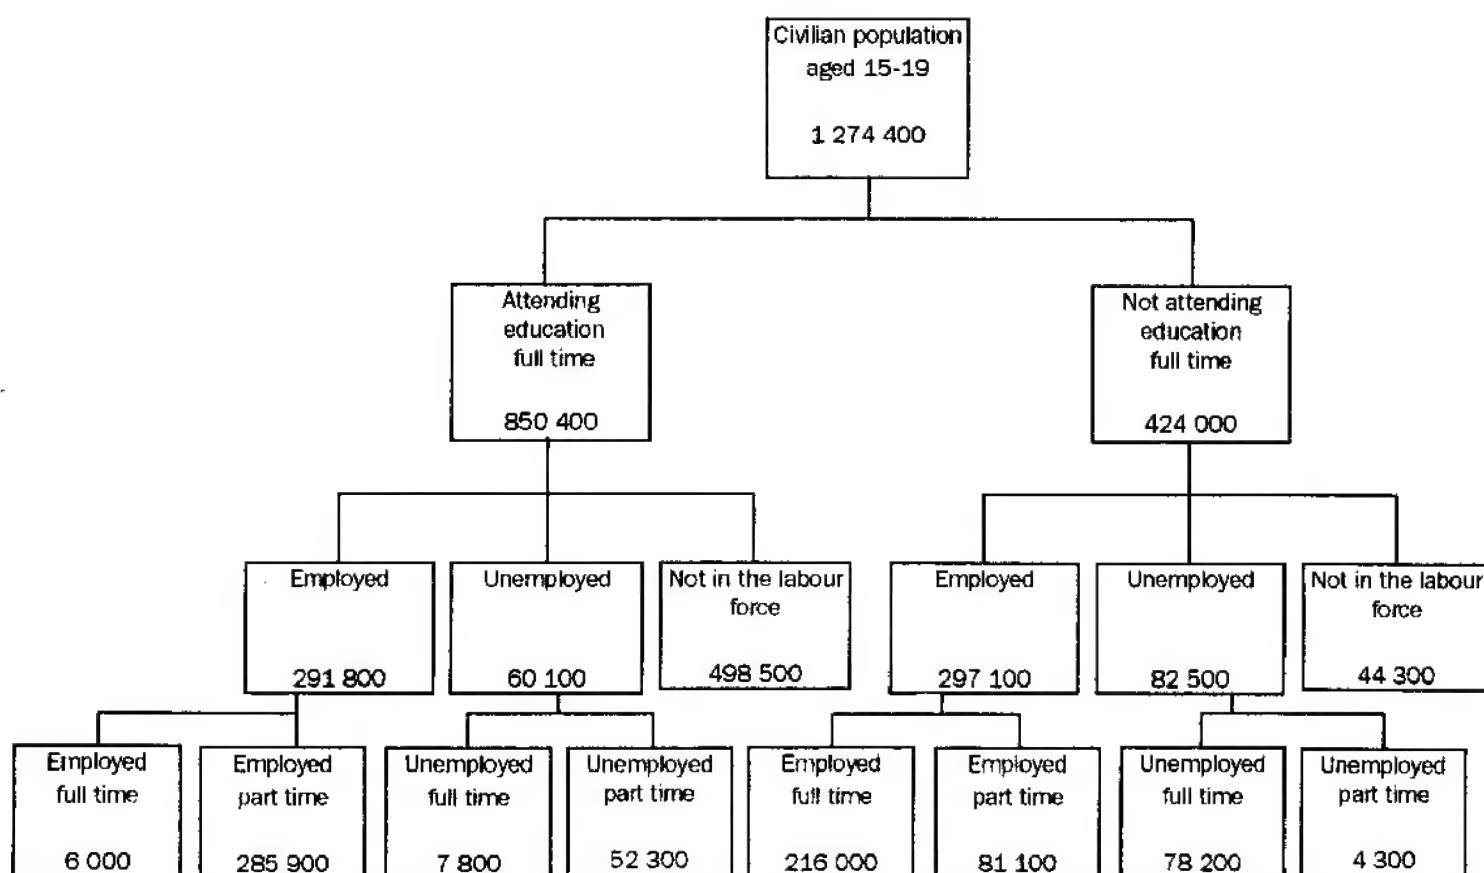 Civilian population
aged 15-19
1 274 400
Attending
education
full time
850 400
Not attending
education
full time
424 000
Employed
291 800
Unemployed
60 100
Not in the labour
force
498 500
Employed
297 100
Unemployed
82 500
Not in the labour
force
44 300
Employed
full time
6 000
Employed
part time
285 900
Unemployed
full time
7 800
Unemployed
part time
52 300
Employed
full time
216 000
Employed
part time
81 100
Unemployed
full time
78 200
Unemployed
part time
4 300